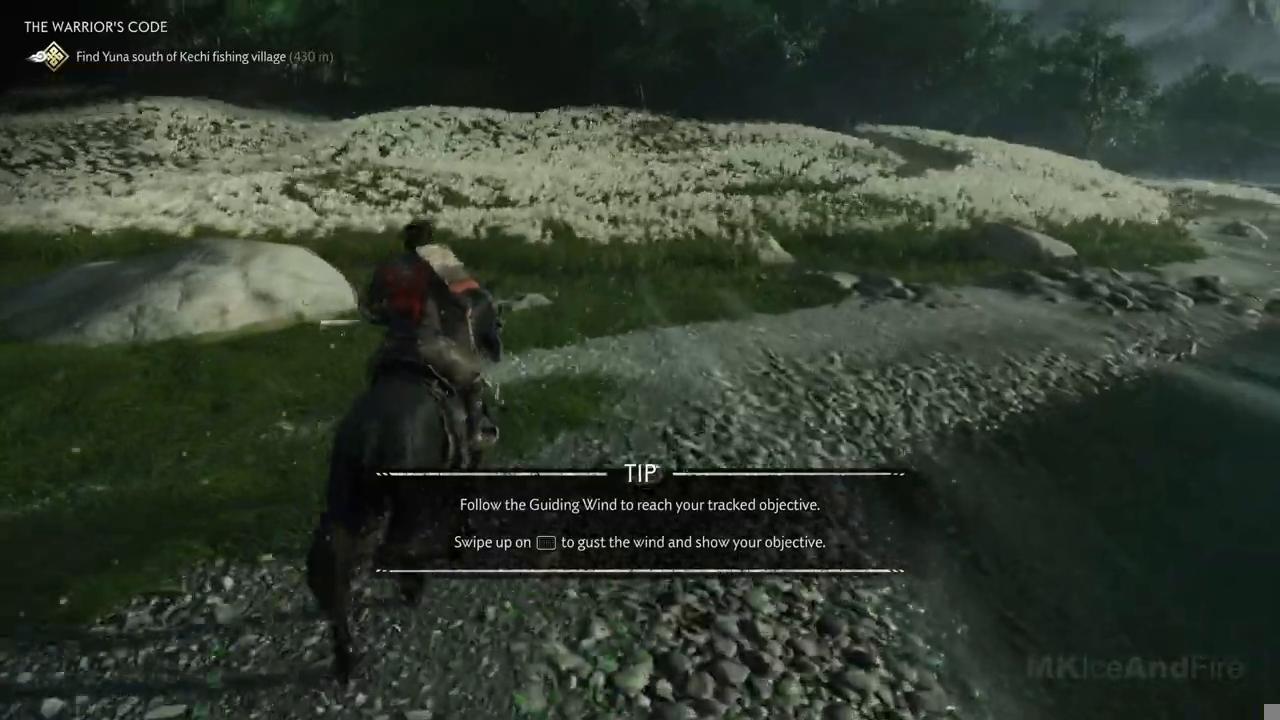 THE WARRIOR'S CODE
Find Yuna south of Kechi fishing village (430 m)
TIP
Follow the Guiding Wind to reach your tracked objective.
Swipe up on to gust the wind and show your objective.
MKIceAndFire